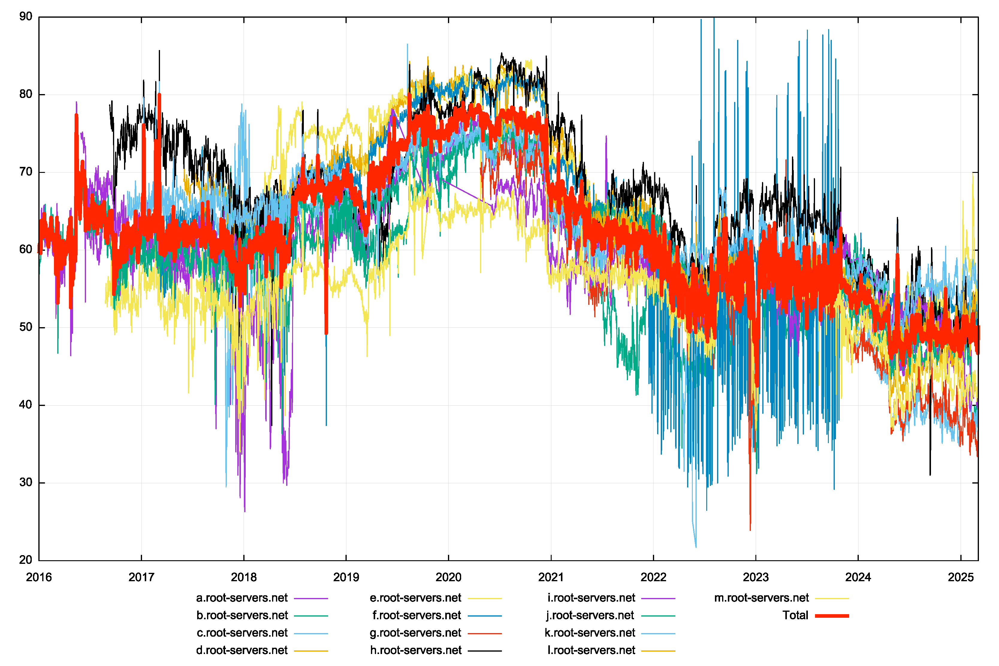 90
80
70
60
50
40
30
20
2016 2017 2018 2019 2020 2021 2022 2023 2024 2025
a.root-servers.net e.root-servers.net i.root-servers.net m.root-servers.net
b.root-servers.net f.root-servers.net j.root-servers.net Total
c.root-servers.net g.root-servers.net k.root-servers.net
d.root-servers.net h.root-servers.net l.root-servers.net